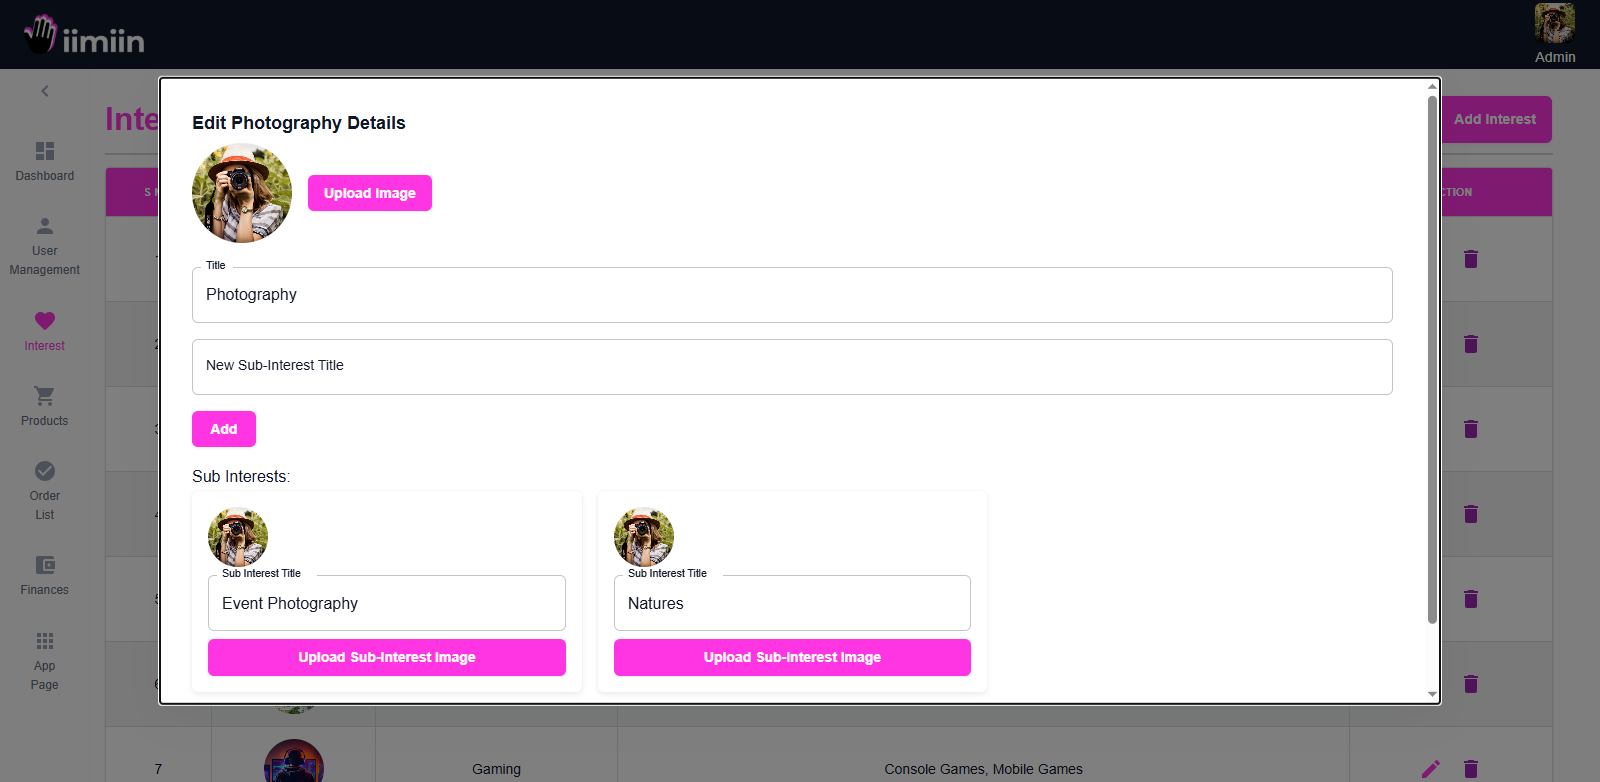 iimiin
Admin
Inte
Add Interest
Edit Photography Details
Upload Image
Title
Photography
New Sub-Interest Title
Add
Sub Interests:
Sub Interest Title
Event Photography
Upload Sub-Interest Image
Sub Interest Title
Natures
Upload Sub-Interest Image
Dashboard
User
Management
Interest
Products
Order
List
Finances
App
Page
S
CTION
7
Gaming
Console Games, Mobile Games